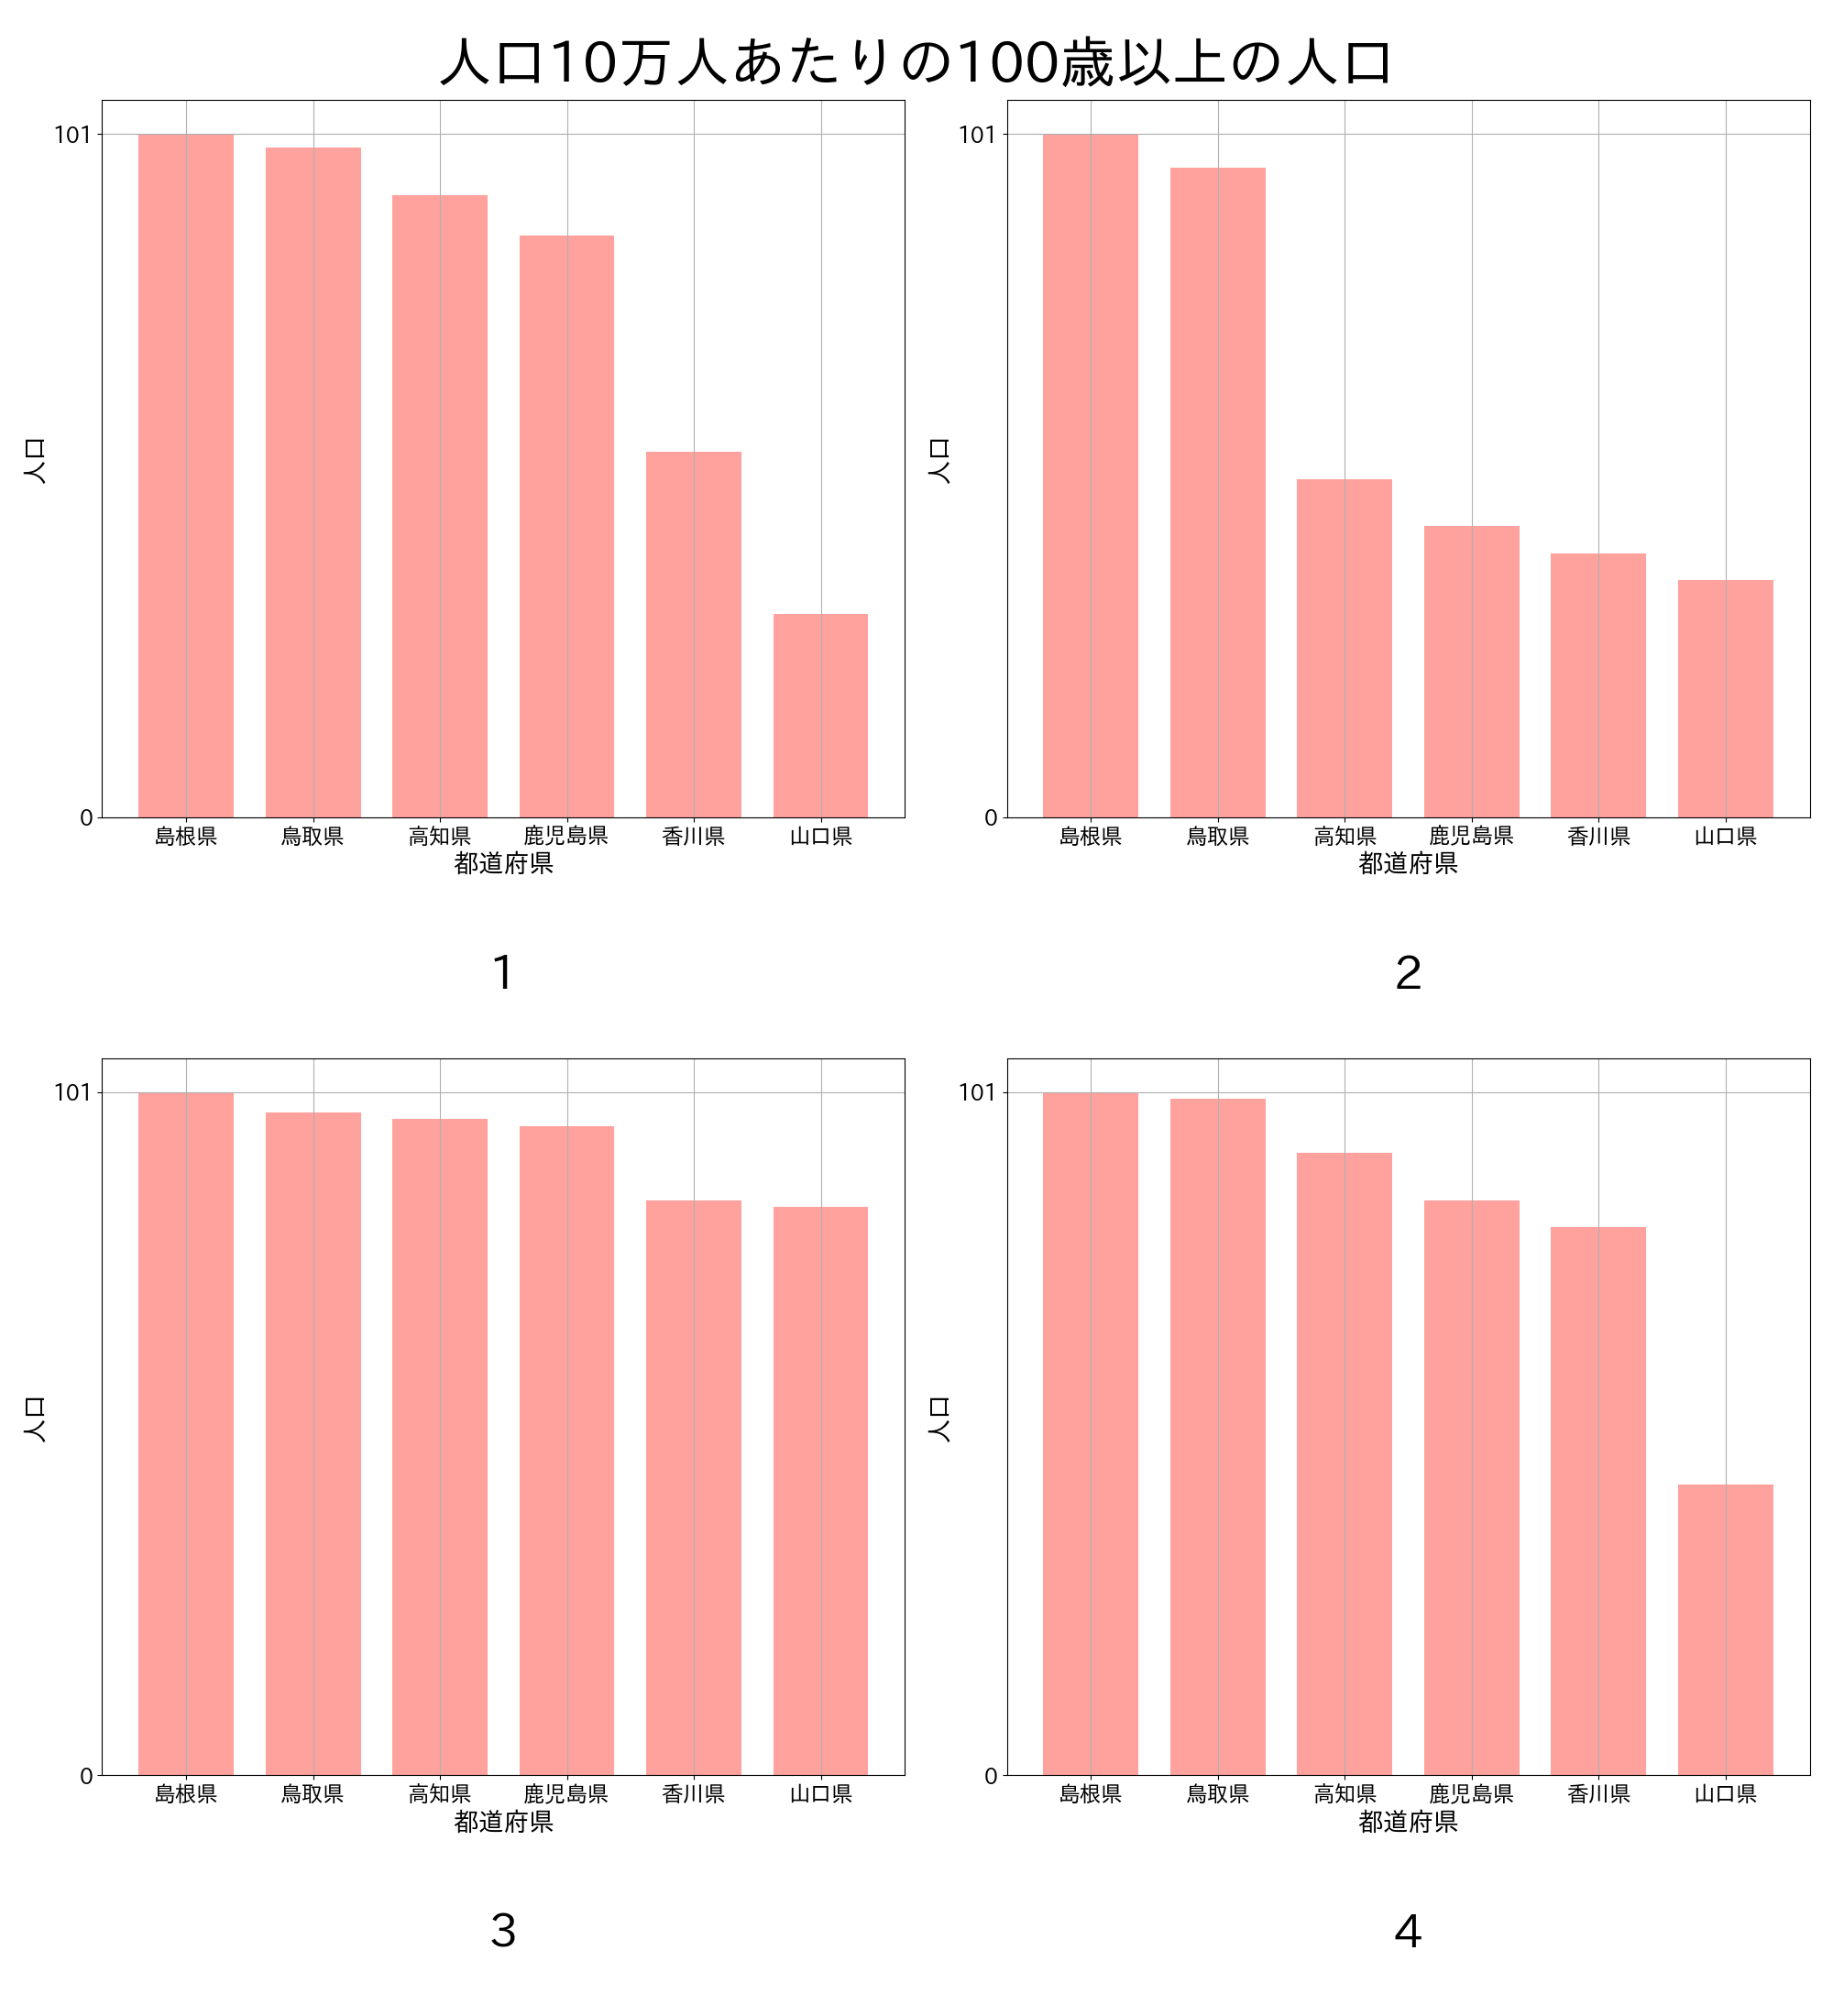 人口10万人あたりの100歳以上の人口
101
0
人口
島根県 鳥取県 高知県 鹿児島県 香川県 山口県
都道府県
1
101
0
人口
島根県 鳥取県 高知県 鹿児島県 香川県 山口県
都道府県
2
101
0
人口
島根県 鳥取県 高知県 鹿児島県 香川県 山口県
都道府県
3
101
0
人口
島根県 鳥取県 高知県 鹿児島県 香川県 山口県
都道府県
4